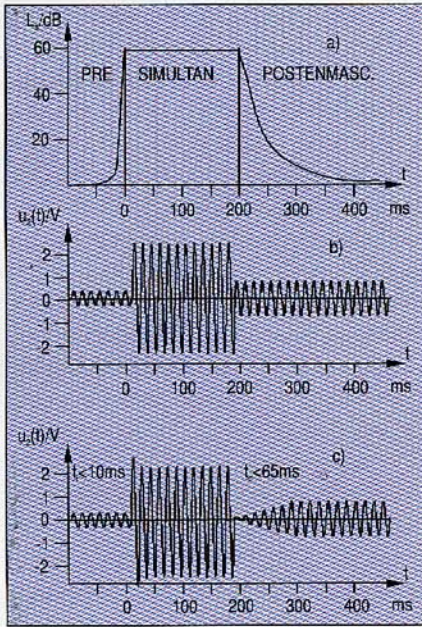 Ls/dB
a)
60
PRE SIMULTAN POSTENMASC.
40
20
t
0 100 200 300 400 ms
u1(t)/V
b)
2
1
0
1
2
t
0 100 200 300 400 ms
u2(t)/V
c)
2 t<10ms t<65ms
1
0
-1
-2
t
0 100 200 300 400 ms